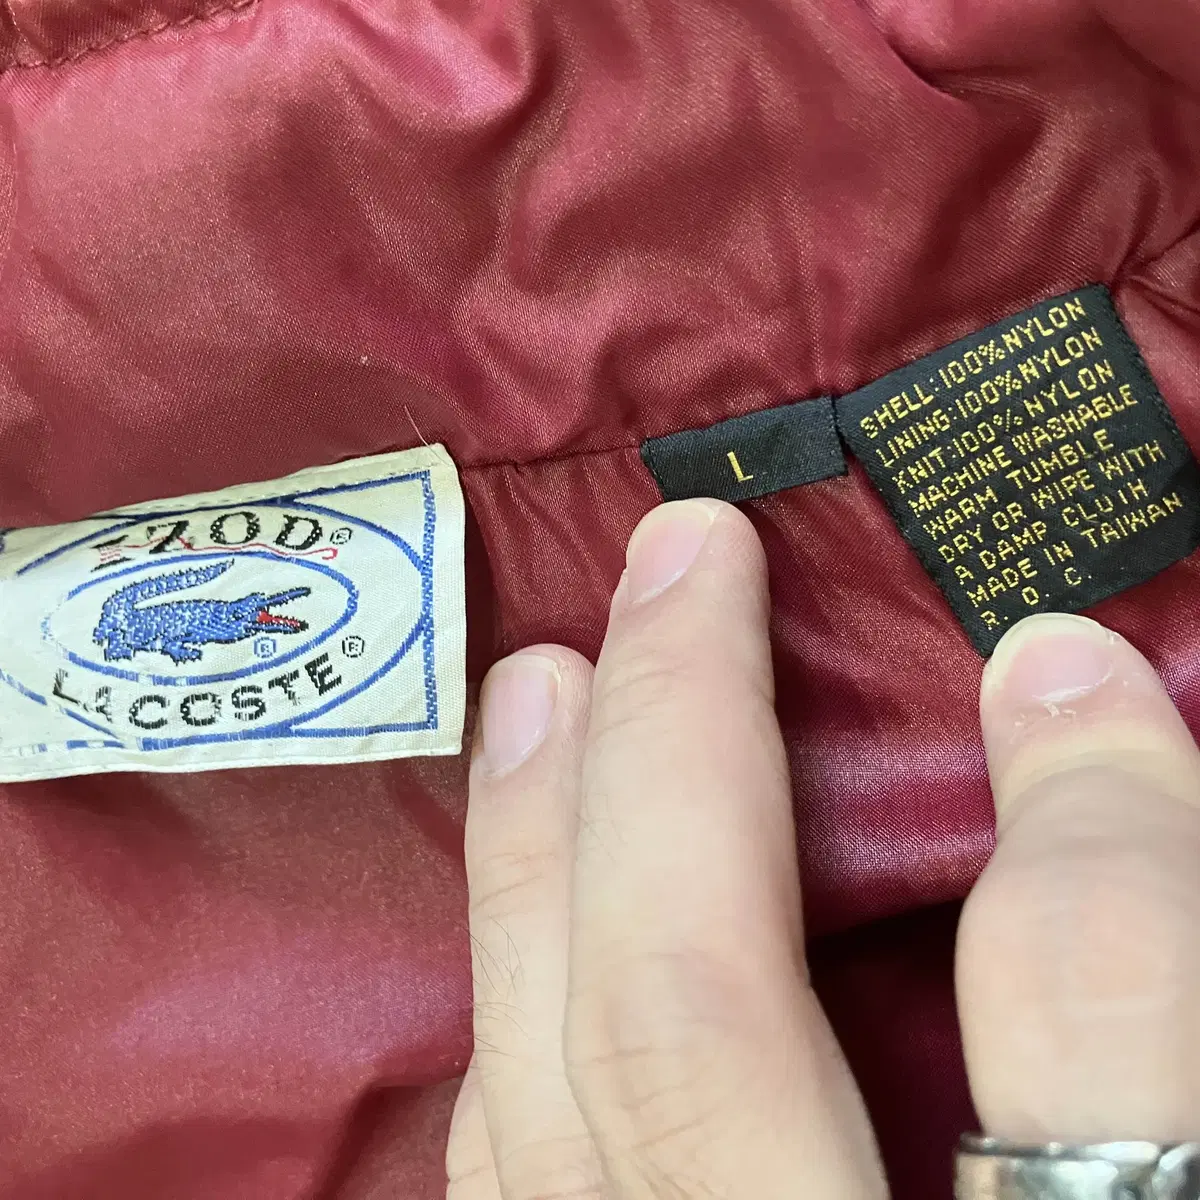 IZOD®
®
LACOSTE®
L
SHELL:100%NYLON
LINING:100%NYLON
KNIT:100% NYLON
MACHINE WASHABLE
WARM TUMBLE
DRY OR WIPE WITH
A DAMP CLOTH
MADE IN TAIWAN
R. O. C.